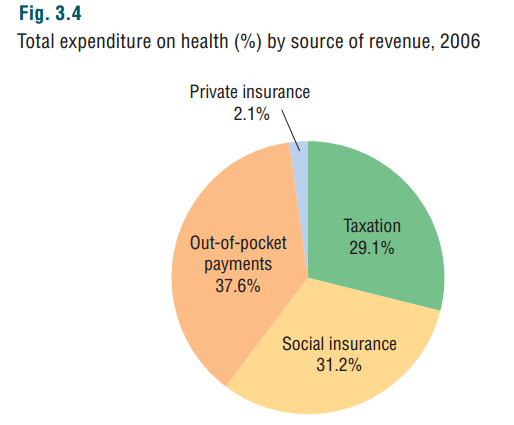 Fig. 3.4
Total expenditure on health (%) by source of revenue, 2006
Private insurance
2.1%
Taxation
29.1%
Out-of-pocket
payments
37.6%
Social insurance
31.2%